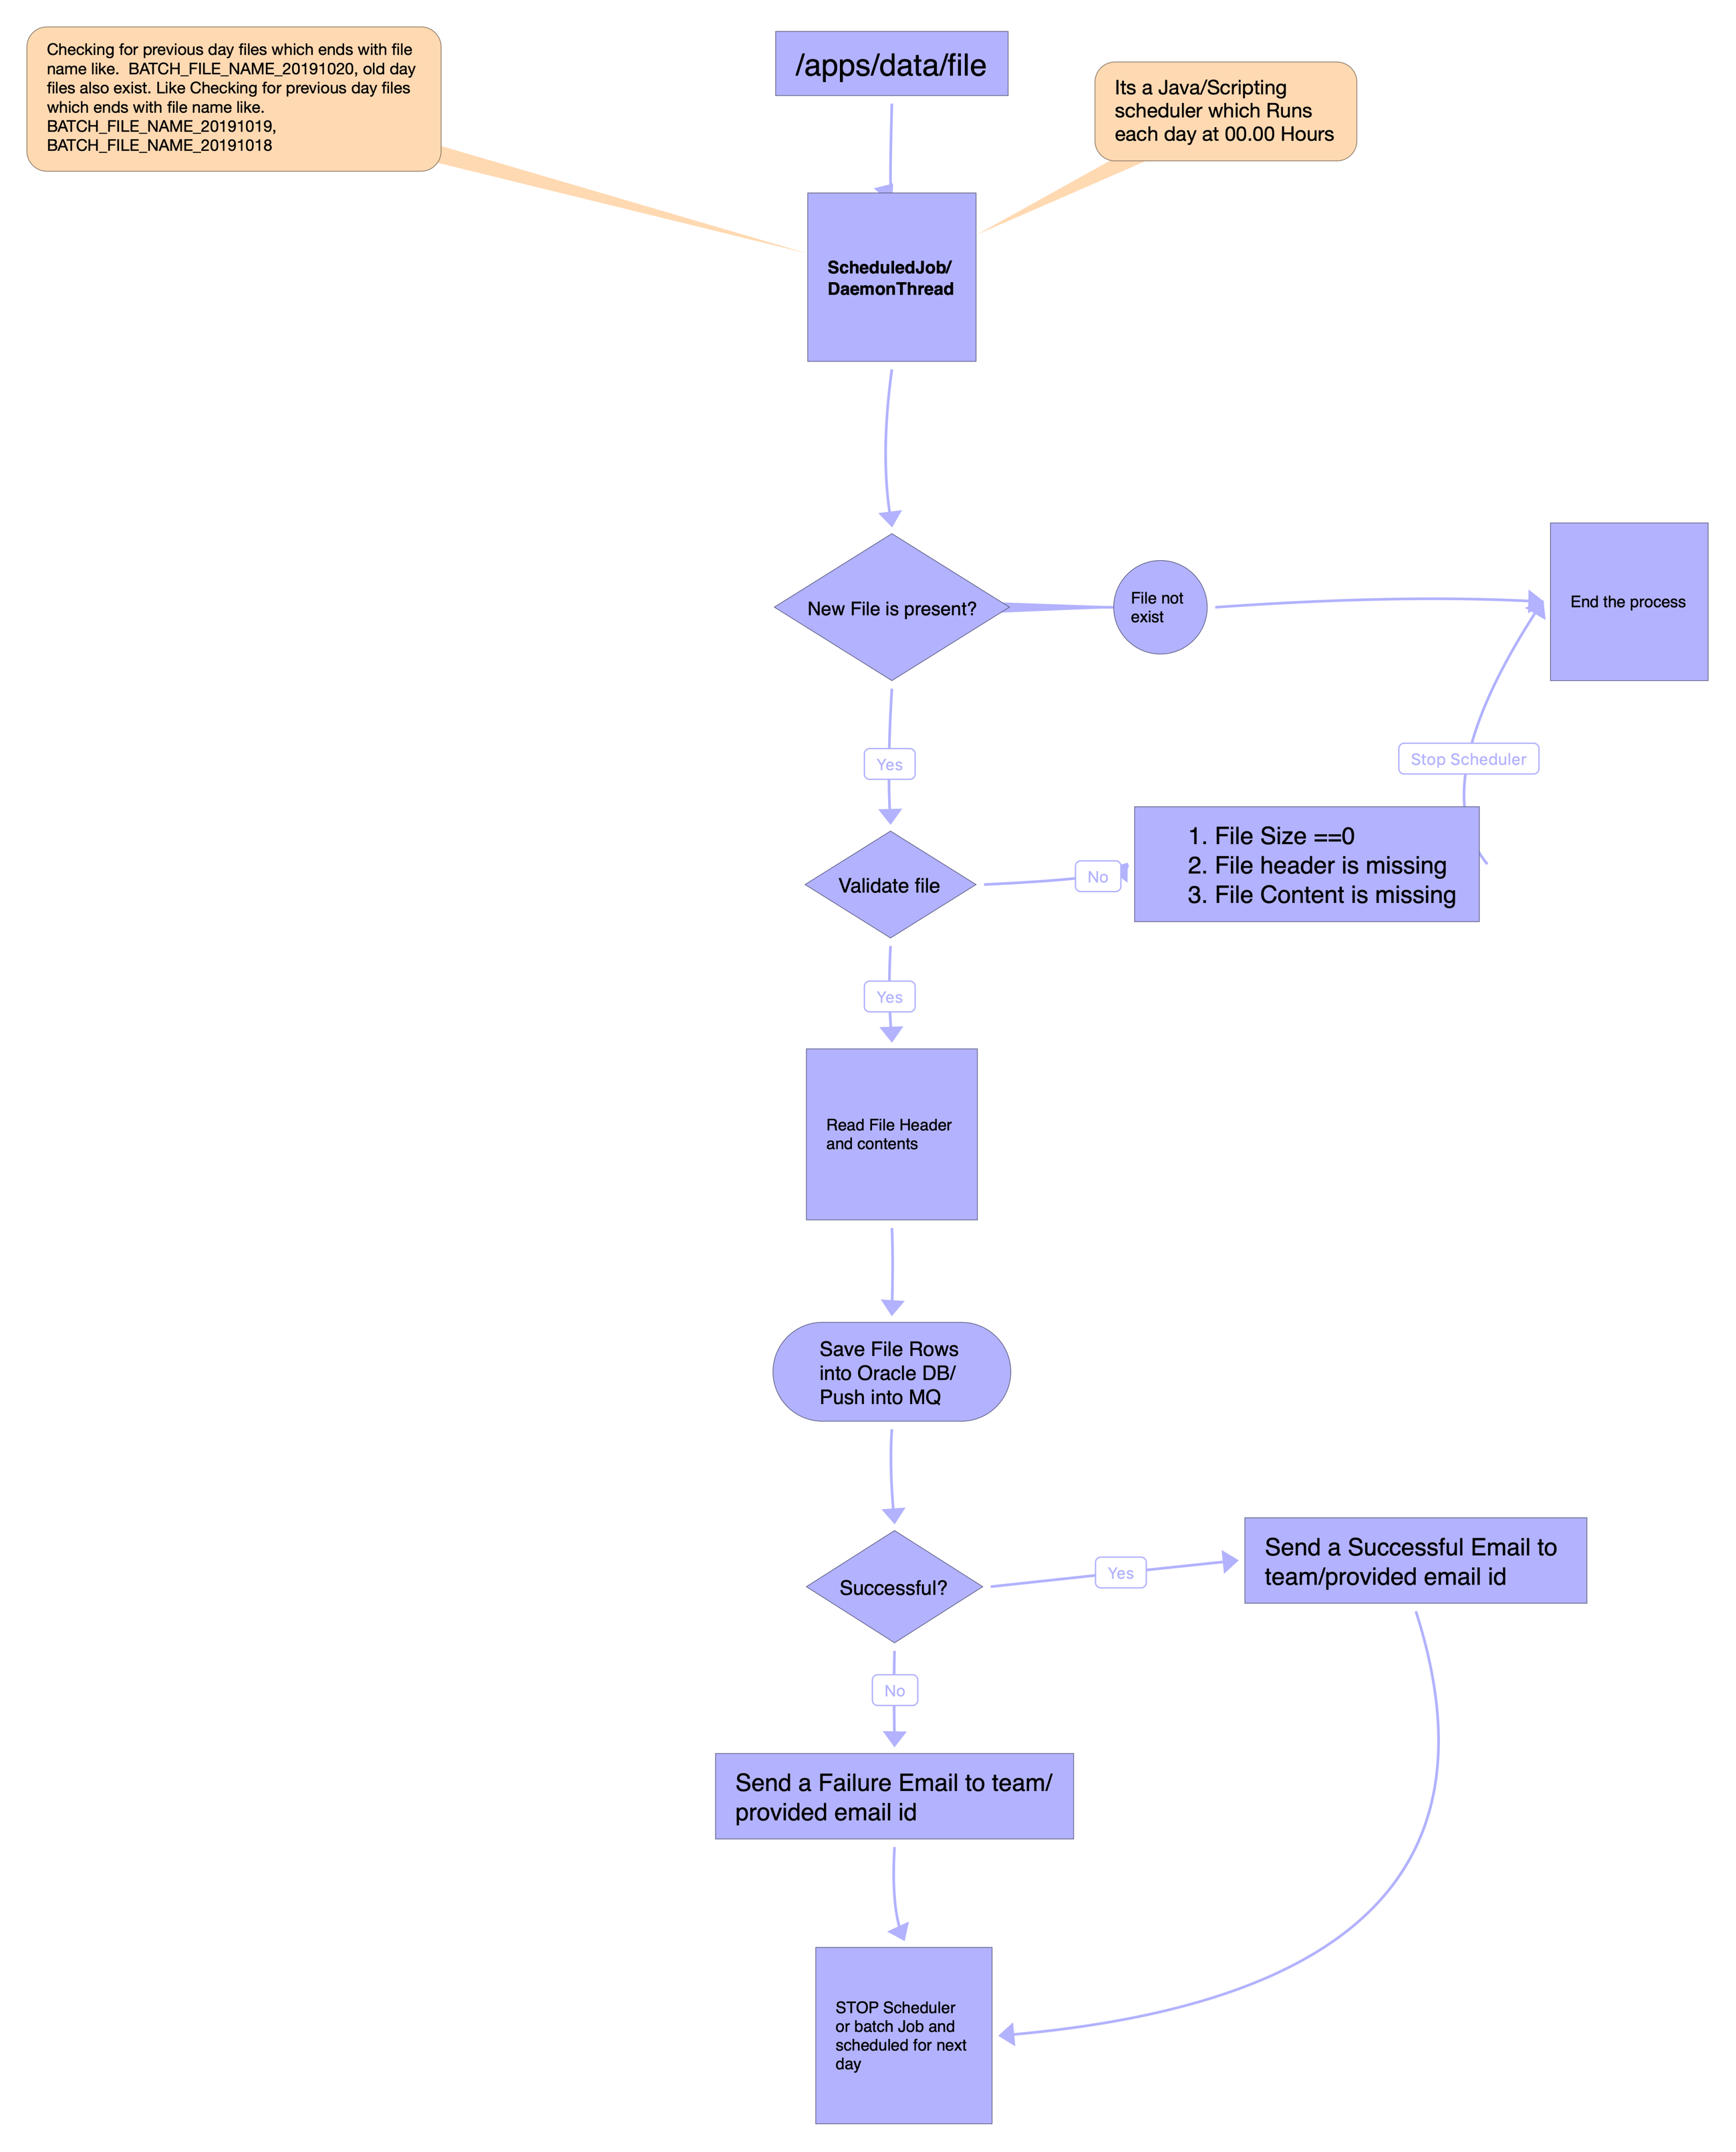 Checking for previous day files which ends with file
name like.  BATCH_FILE_NAME_20191020, old day
files also exist. Like Checking for previous day files
which ends with file name like.
BATCH_FILE_NAME_20191019,
BATCH_FILE_NAME_20191018
/apps/data/file
Its a Java/Scripting
scheduler which Runs
each day at 00.00 Hours
ScheduledJob/
DaemonThread
New File is present?
File not
exist
End the process
Yes
Stop Scheduler
Validate file
No
1. File Size ==0
2. File header is missing
3. File Content is missing
Yes
Read File Header
and contents
Save File Rows
into Oracle DB/
Push into MQ
Successful?
Yes
Send a Successful Email to
team/provided email id
No
Send a Failure Email to team/
provided email id
STOP Scheduler
or batch Job and
scheduled for next
day